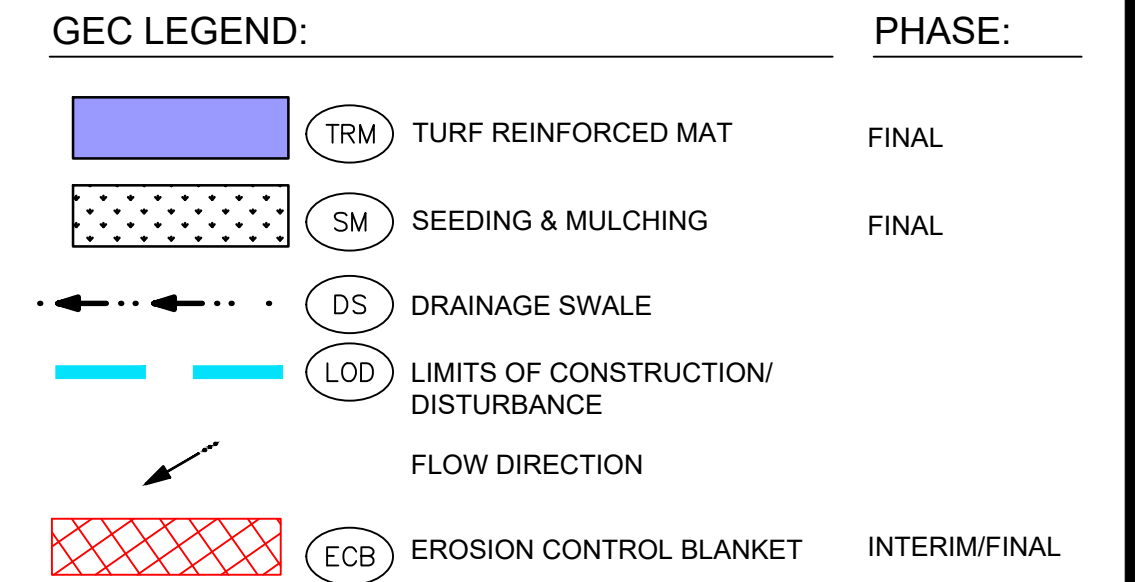 GEC LEGEND: PHASE:
TRM TURF REINFORCED MAT FINAL
SM SEEDING & MULCHING FINAL
DS DRAINAGE SWALE
LOD LIMITS OF CONSTRUCTION/
DISTURBANCE
FLOW DIRECTION
ECB EROSION CONTROL BLANKET INTERIM/FINAL